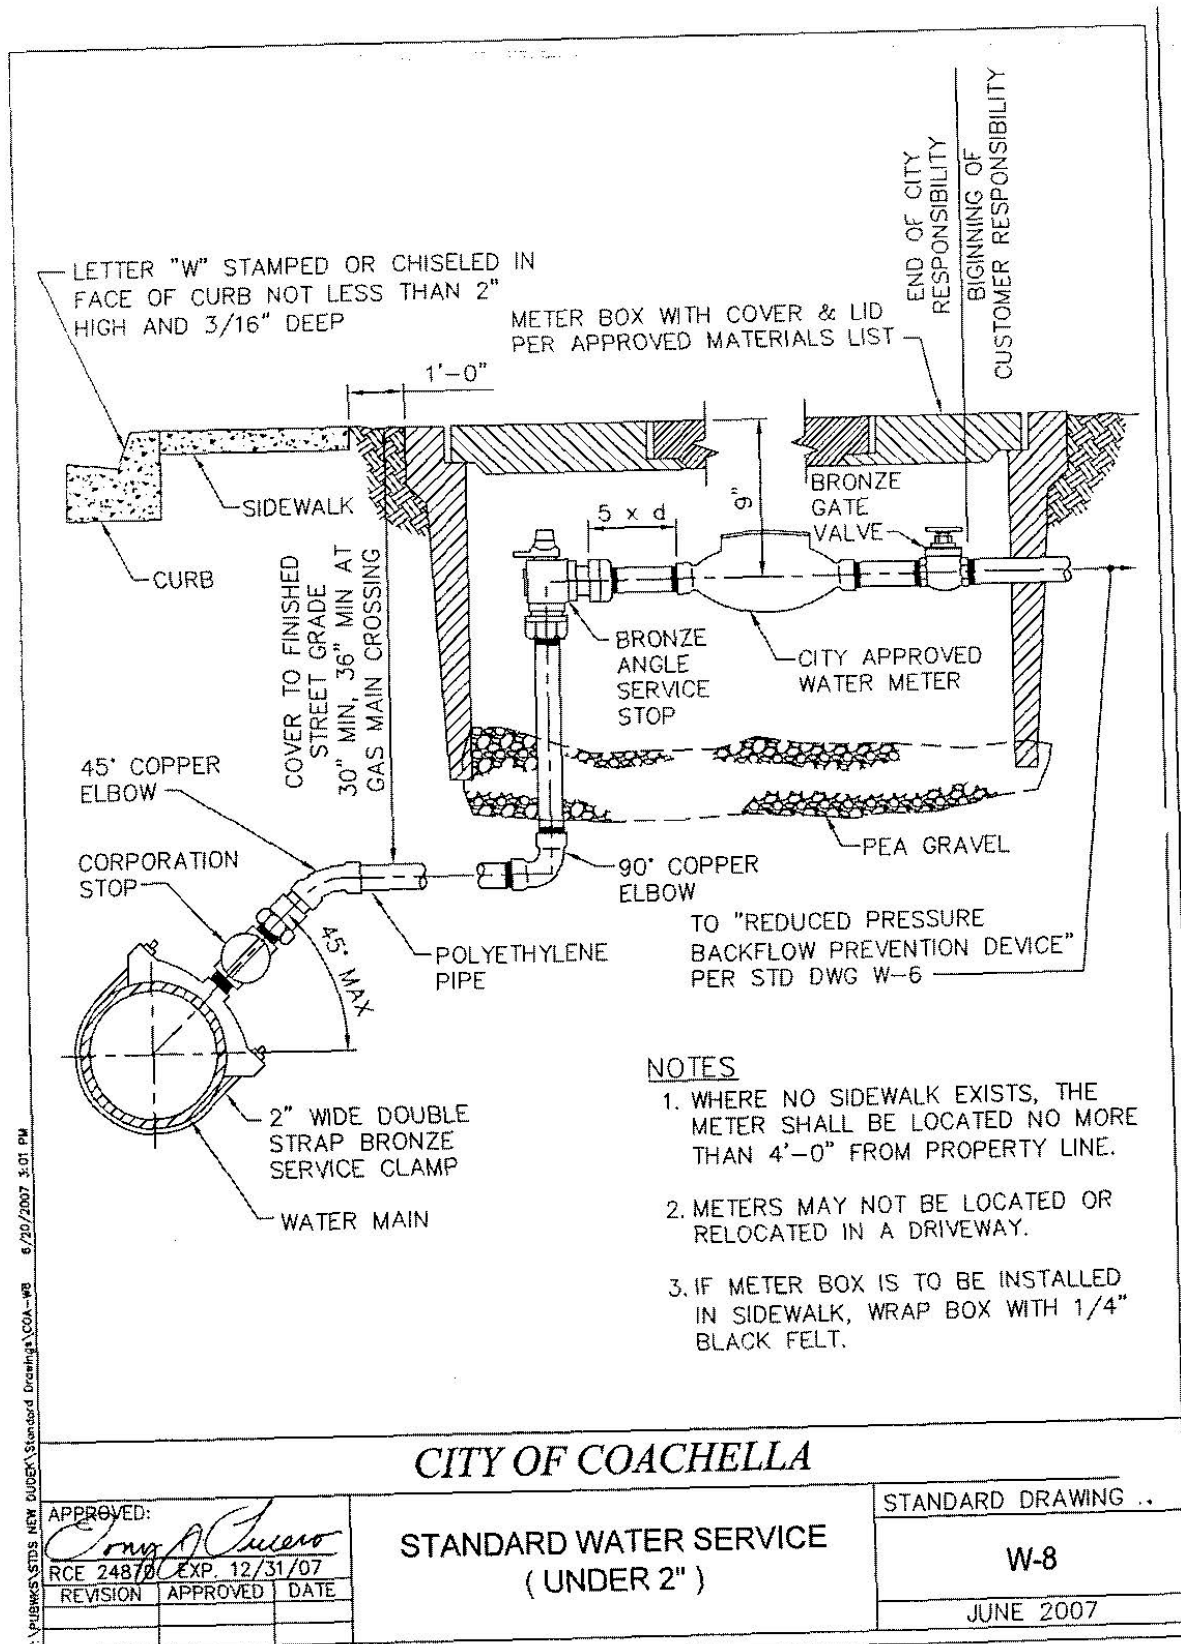 END OF CITY
RESPONSIBILITY
BIGINNING OF
CUSTOMER RESPONSIBILITY
LETTER "W" STAMPED OR CHISELED IN
FACE OF CURB NOT LESS THAN 2"
HIGH AND 3/16" DEEP
METER BOX WITH COVER & LID
PER APPROVED MATERIALS LIST
1'-0"
SIDEWALK
CURB
9"
5 x d
BRONZE
GATE
VALVE
COVER TO FINISHED
STREET GRADE
30" MIN, 36" MIN AT
GAS MAIN CROSSING
BRONZE
ANGLE
SERVICE
STOP
CITY APPROVED
WATER METER
45° COPPER
ELBOW
CORPORATION
STOP
PEA GRAVEL
90° COPPER
ELBOW
45° MAX
POLYETHYLENE
PIPE
TO "REDUCED PRESSURE
BACKFLOW PREVENTION DEVICE"
PER STD DWG W-6
2" WIDE DOUBLE
STRAP BRONZE
SERVICE CLAMP
WATER MAIN
NOTES
1. WHERE NO SIDEWALK EXISTS, THE
METER SHALL BE LOCATED NO MORE
THAN 4'-0" FROM PROPERTY LINE.
2. METERS MAY NOT BE LOCATED OR
RELOCATED IN A DRIVEWAY.
3. IF METER BOX IS TO BE INSTALLED
IN SIDEWALK, WRAP BOX WITH 1/4"
BLACK FELT.
:\PUBWKS\STDS NEW DUDEK\Standard Drawings\COA-W8 6/20/2007 3:01 PM
CITY OF COACHELLA
APPROVED:
RCE 24870 EXP. 12/31/07
REVISION APPROVED DATE
STANDARD WATER SERVICE
( UNDER 2" )
STANDARD DRAWING
W-8
JUNE 2007